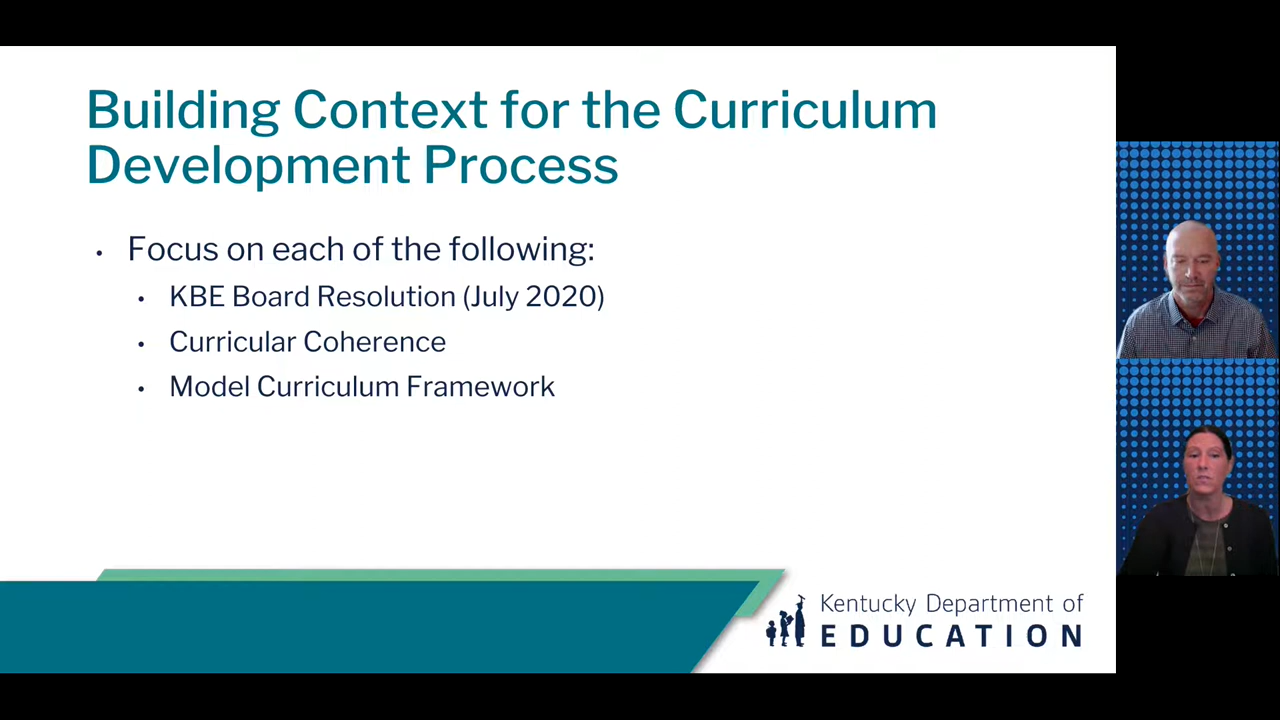 Building Context for the Curriculum
Development Process
• Focus on each of the following:
• KBE Board Resolution (July 2020)
• Curricular Coherence
• Model Curriculum Framework
Kentucky Department of
EDUCATION